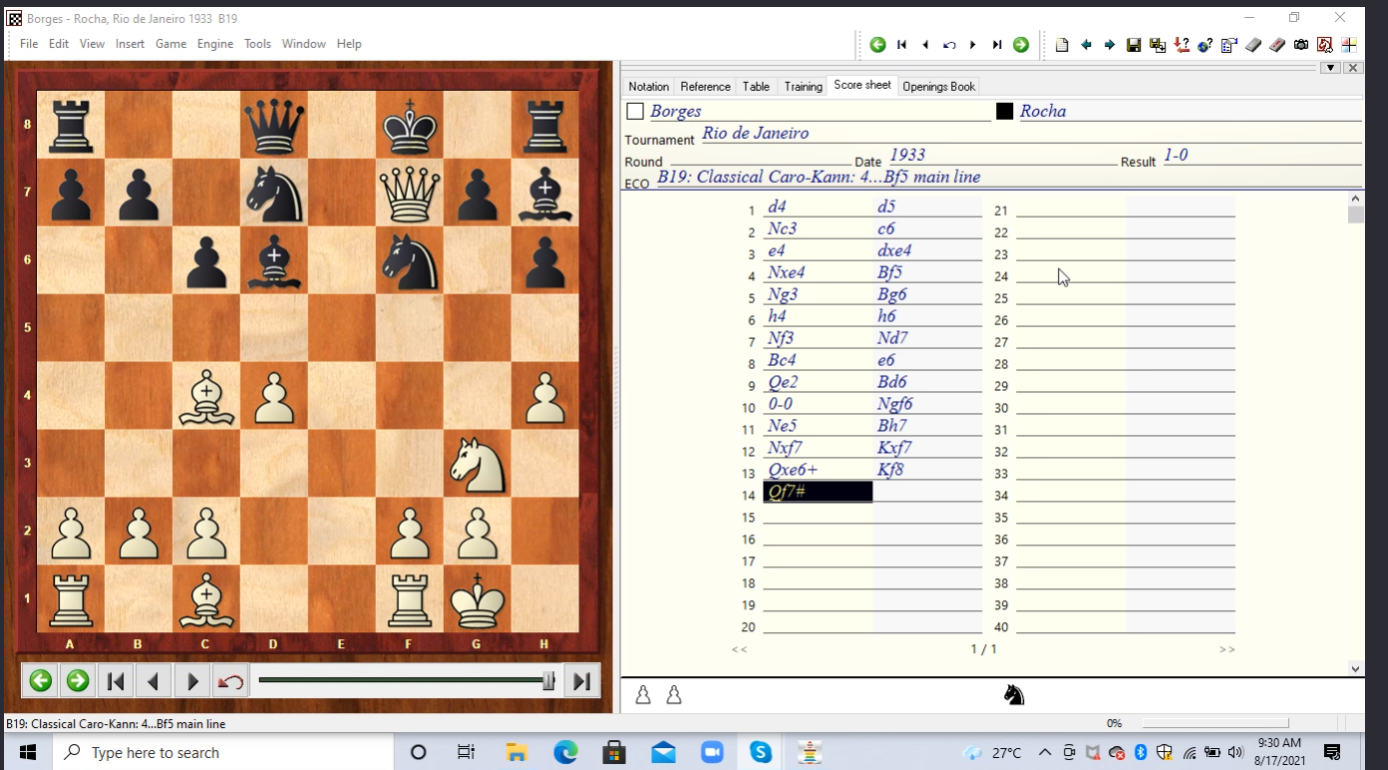 Borges - Rocha, Rio de Janeiro 1933 B19
File Edit View Insert Game Engine Tools Window Help
Notation Reference Table Training Score sheet Openings Book
Borges Rocha
Tournament Rio de Janeiro
Round Date 1933 Result 1-0
ECO B19: Classical Caro-Kann: 4...Bf5 main line
1 d4 d5 21
2 Nc3 c6 22
3 e4 dxe4 23
4 Nxe4 Bf5 24
5 Ng3 Bg6 25
6 h4 h6 26
7 Nf3 Nd7 27
8 Bc4 e6 28
9 Qe2 Bd6 29
10 0-0 Ngf6 30
11 Ne5 Bh7 31
12 Nxf7 Kxf7 32
13 Qxe6+ Kf8 33
14 Qf7# 34
15 35
16 36
17 37
18 38
19 39
20 40
<< 1 / 1 >>
8
7
6
5
4
3
2
1
A B C D E F G H
B19: Classical Caro-Kann: 4...Bf5 main line 0%
Type here to search
27°C
9:30 AM
8/17/2021